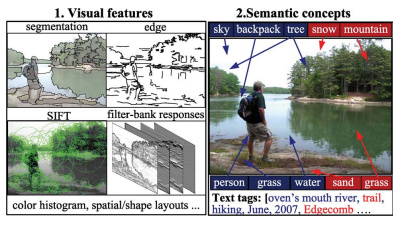 1. Visual features
segmentation
edge
SIFT
filter-bank responses
color histogram, spatial/shape layouts ...
2.Semantic concepts
sky backpack tree snow mountain
person grass water sand grass
Text tags: [oven's mouth river, trail,
hiking, June, 2007, Edgecomb ....